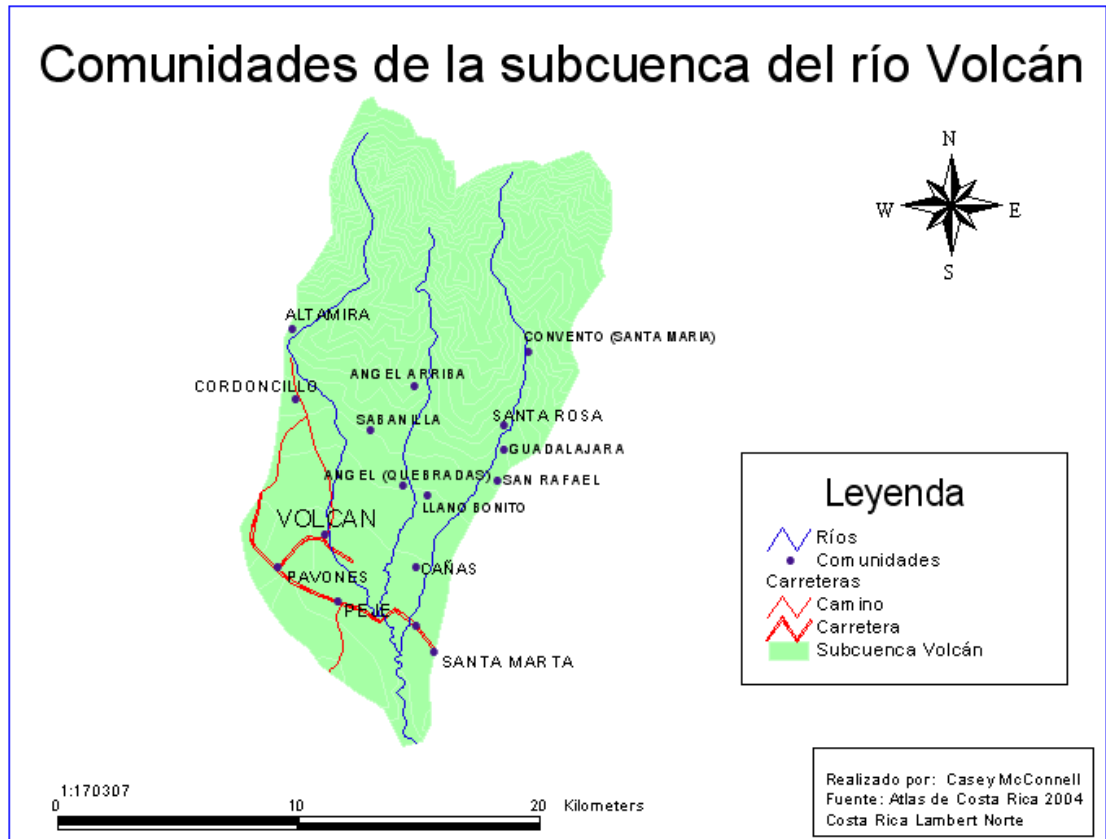 Comunidades de la subcuenca del río Volcán
N
W
E
S
ALTAMIRA
CONVENTO (SANTA MARIA)
ANGEL ARRIBA
CORDONCILLO
SABANILLA
SANTA ROSA
GUADALAJARA
ANGEL (QUEBRADAS)
SAN RAFAEL
LLANO BONITO
VOLCAN
PAVONES
CAÑAS
PEJE
SANTA MARTA
Leyenda
Ríos
Comunidades
Carreteras
Camino
Carretera
Subcuenca Volcán
1:170307
0 10 20 Kilometers
Realizado por: Casey McConnell
Fuente: Atlas de Costa Rica 2004
Costa Rica Lambert Norte